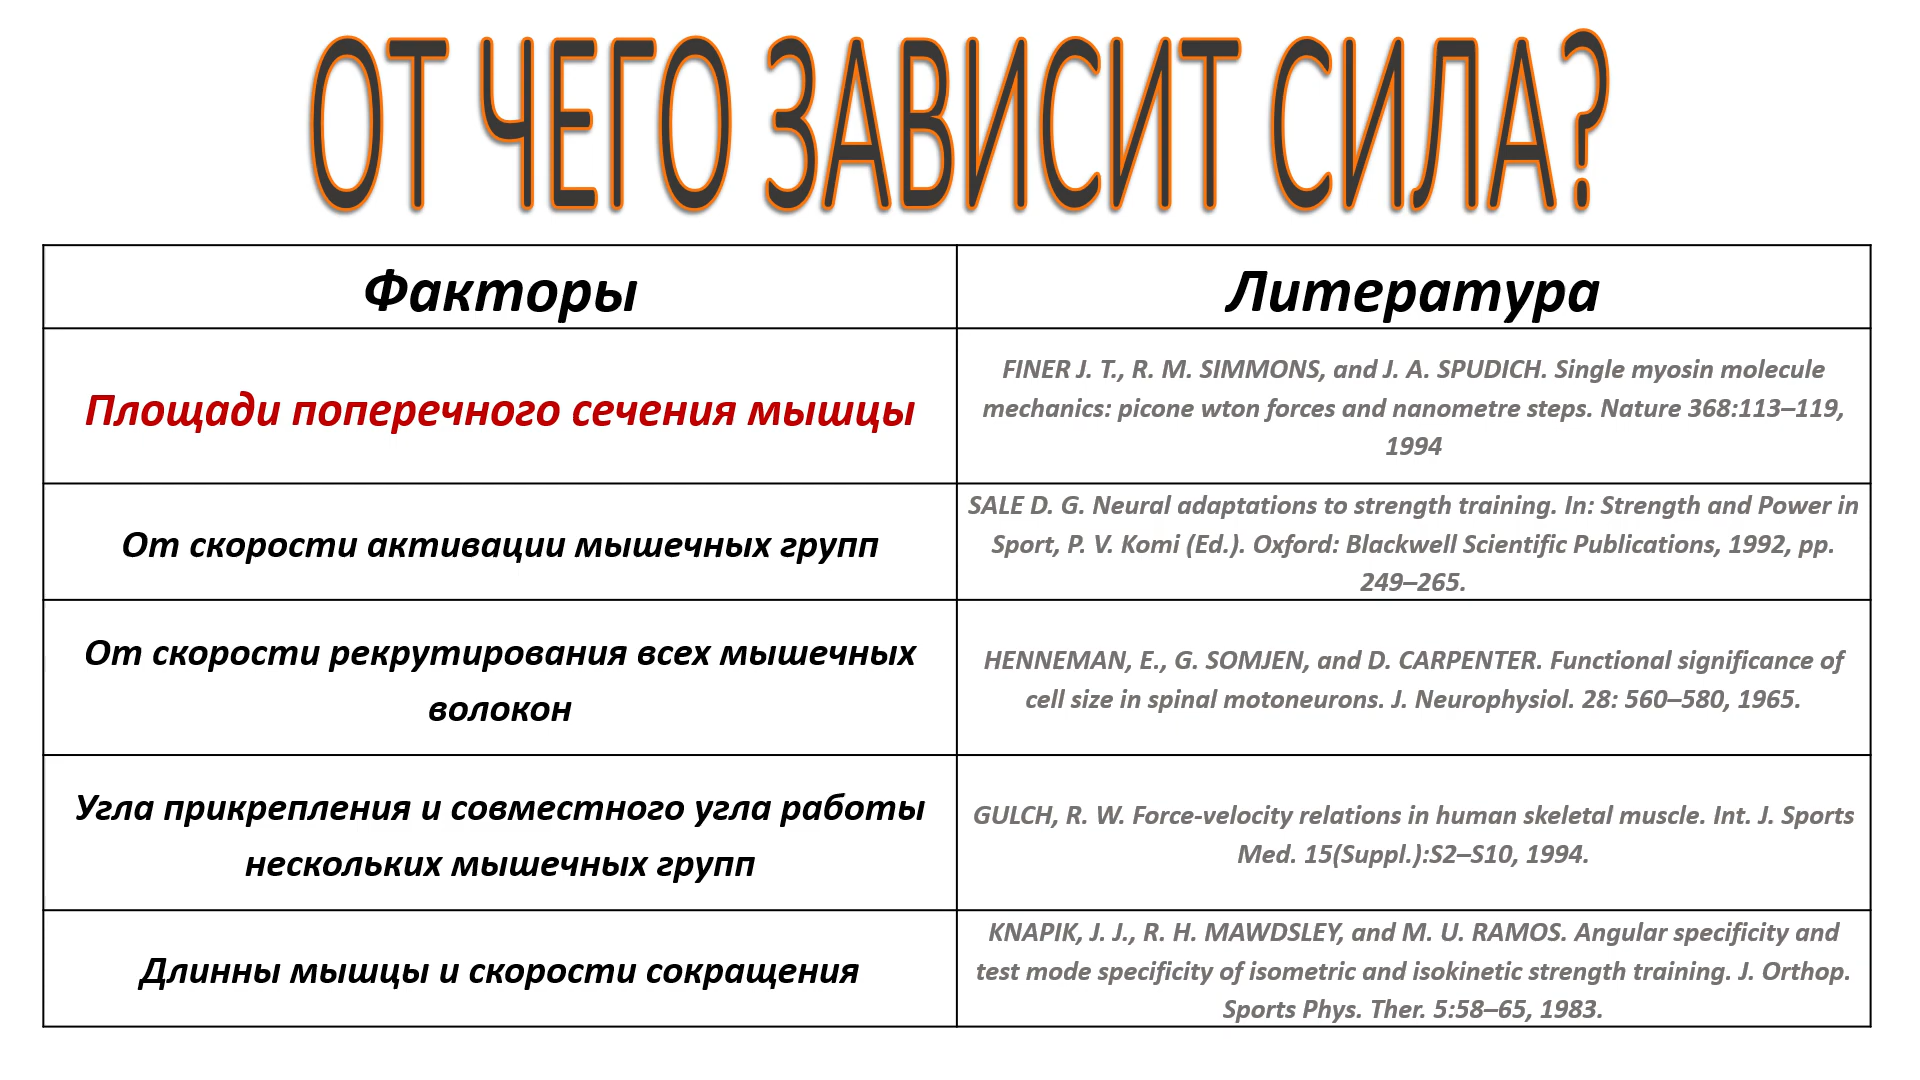 ОТ ЧЕГО ЗАВИСИТ СИЛА?
Факторы
Литература
Площади поперечного сечения мышцы
FINER J. T., R. M. SIMMONS, and J. A. SPUDICH. Single myosin molecule
mechanics: picone wton forces and nanometre steps. Nature 368:113–119,
1994
От скорости активации мышечных групп
SALE D. G. Neural adaptations to strength training. In: Strength and Power in
Sport, P. V. Komi (Ed.). Oxford: Blackwell Scientific Publications, 1992, pp.
249–265.
От скорости рекрутирования всех мышечных
волокон
HENNEMAN, E., G. SOMJEN, and D. CARPENTER. Functional significance of
cell size in spinal motoneurons. J. Neurophysiol. 28: 560–580, 1965.
Угла прикрепления и совместного угла работы
нескольких мышечных групп
GULCH, R. W. Force-velocity relations in human skeletal muscle. Int. J. Sports
Med. 15(Suppl.):S2–S10, 1994.
Длинны мышцы и скорости сокращения
KNAPIK, J. J., R. H. MAWDSLEY, and M. U. RAMOS. Angular specificity and
test mode specificity of isometric and isokinetic strength training. J. Orthop.
Sports Phys. Ther. 5:58–65, 1983.